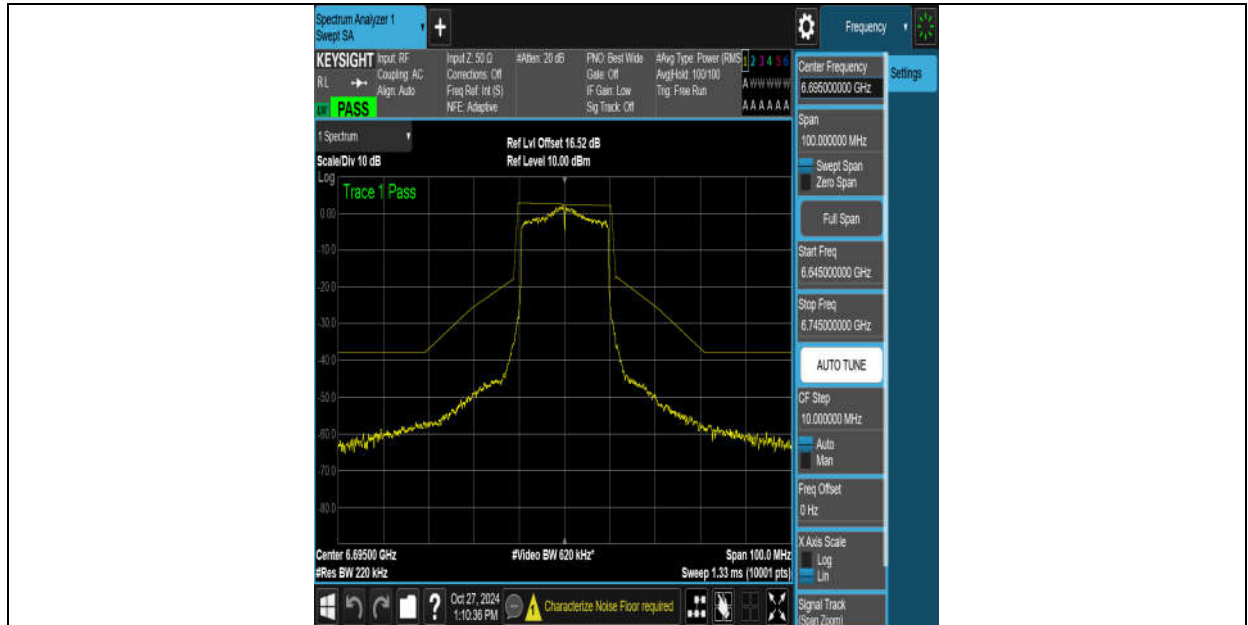 Spectrum Analyzer 1
Swept SA
+
Frequency
KEYSIGHT
RL
PASS
Input: RF
Coupling: AC
Align: Auto
Input Z: 50 Ω
Corrections: Off
Freq Ref: Int (S)
NFE: Adaptive
#Atten: 20 dB
PNO: Best Wide
Gate: Off
IF Gain: Low
Sig Track: Off
#Avg Type: Power (RMS
Avg|Hold: 100/100
Trig: Free Run
1 2 3 4 5 6
A W W W W W
A A A A A A
Center Frequency
6.695000000 GHz
Settings
Span
100.000000 MHz
Swept Span
Zero Span
Full Span
Start Freq
6.645000000 GHz
Stop Freq
6.745000000 GHz
AUTO TUNE
CF Step
10.000000 MHz
Auto
Man
Freq Offset
0 Hz
X Axis Scale
Log
Lin
Signal Track
(Span Zoom)
1 Spectrum
Scale/Div 10 dB
Ref Lvl Offset 16.52 dB
Ref Level 10.00 dBm
Log
Trace 1 Pass
0.00
-10.0
-20.0
-30.0
-40.0
-50.0
-60.0
-70.0
-80.0
Center 6.69500 GHz
#Video BW 620 kHz*
Span 100.0 MHz
#Res BW 220 kHz
Sweep 1.33 ms (10001 pts)
?
Oct 27, 2024
1:10:36 PM
Characterize Noise Floor required